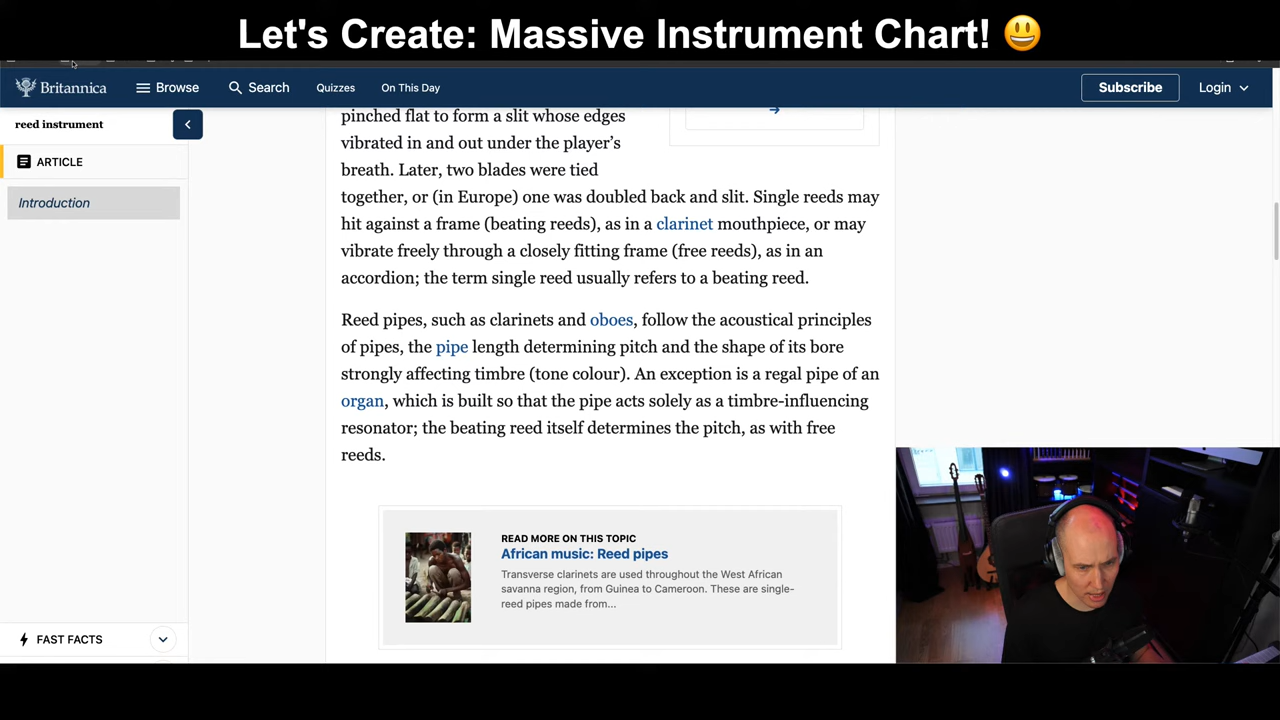 Let's Create: Massive Instrument Chart! 😃
Britannica
Browse
Search
Quizzes
On This Day
Subscribe
Login
reed instrument
ARTICLE
Introduction
FAST FACTS
pinched flat to form a slit whose edges
vibrated in and out under the player's
breath. Later, two blades were tied
together, or (in Europe) one was doubled back and slit. Single reeds may
hit against a frame (beating reeds), as in a clarinet mouthpiece, or may
vibrate freely through a closely fitting frame (free reeds), as in an
accordion; the term single reed usually refers to a beating reed.
Reed pipes, such as clarinets and oboes, follow the acoustical principles
of pipes, the pipe length determining pitch and the shape of its bore
strongly affecting timbre (tone colour). An exception is a regal pipe of an
organ, which is built so that the pipe acts solely as a timbre-influencing
resonator; the beating reed itself determines the pitch, as with free
reeds.
READ MORE ON THIS TOPIC
African music: Reed pipes
Transverse clarinets are used throughout the West African
savanna region, from Guinea to Cameroon. These are single-
reed pipes made from...